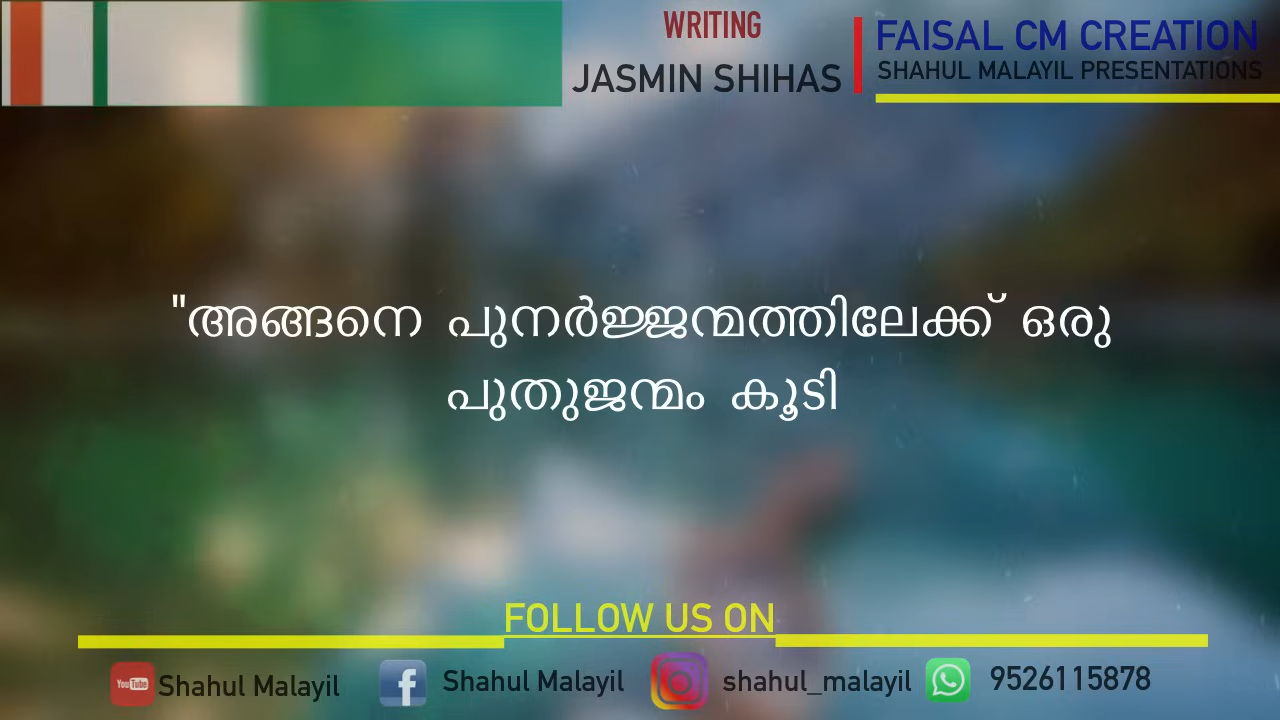 WRITING
JASMIN SHIHAS
FAISAL CM CREATION
SHAHUL MALAYIL PRESENTATIONS
"അങ്ങനെ പുനർജ്ജന്മത്തിലേക്ക് ഒരു
പുതുജന്മം കൂടി
FOLLOW US ON
YouTube Shahul Malayil Shahul Malayil shahul_malayil 9526115878